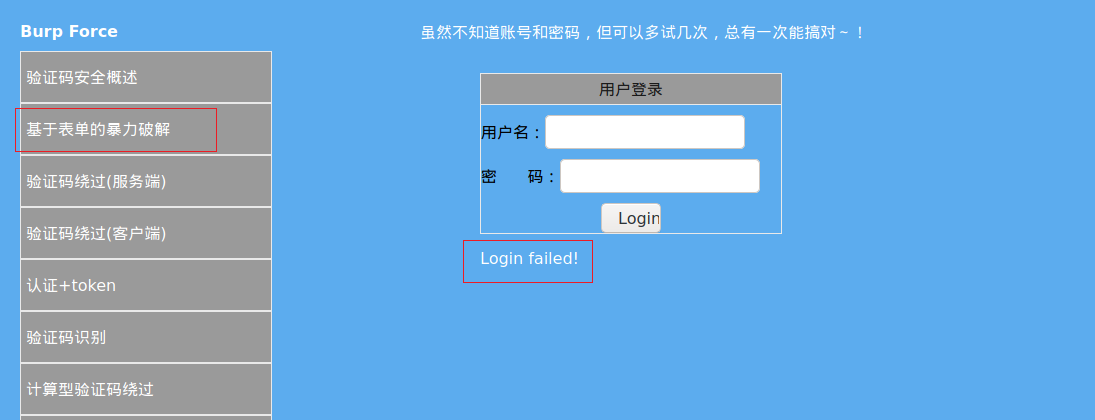 Burp Force
验证码安全概述
基于表单的暴力破解
验证码绕过(服务端)
验证码绕过(客户端)
认证+token
验证码识别
计算型验证码绕过
虽然不知道账号和密码，但可以多试几次，总有一次能搞对～！
用户登录
用户名：
密　　码：
Login
Login failed!